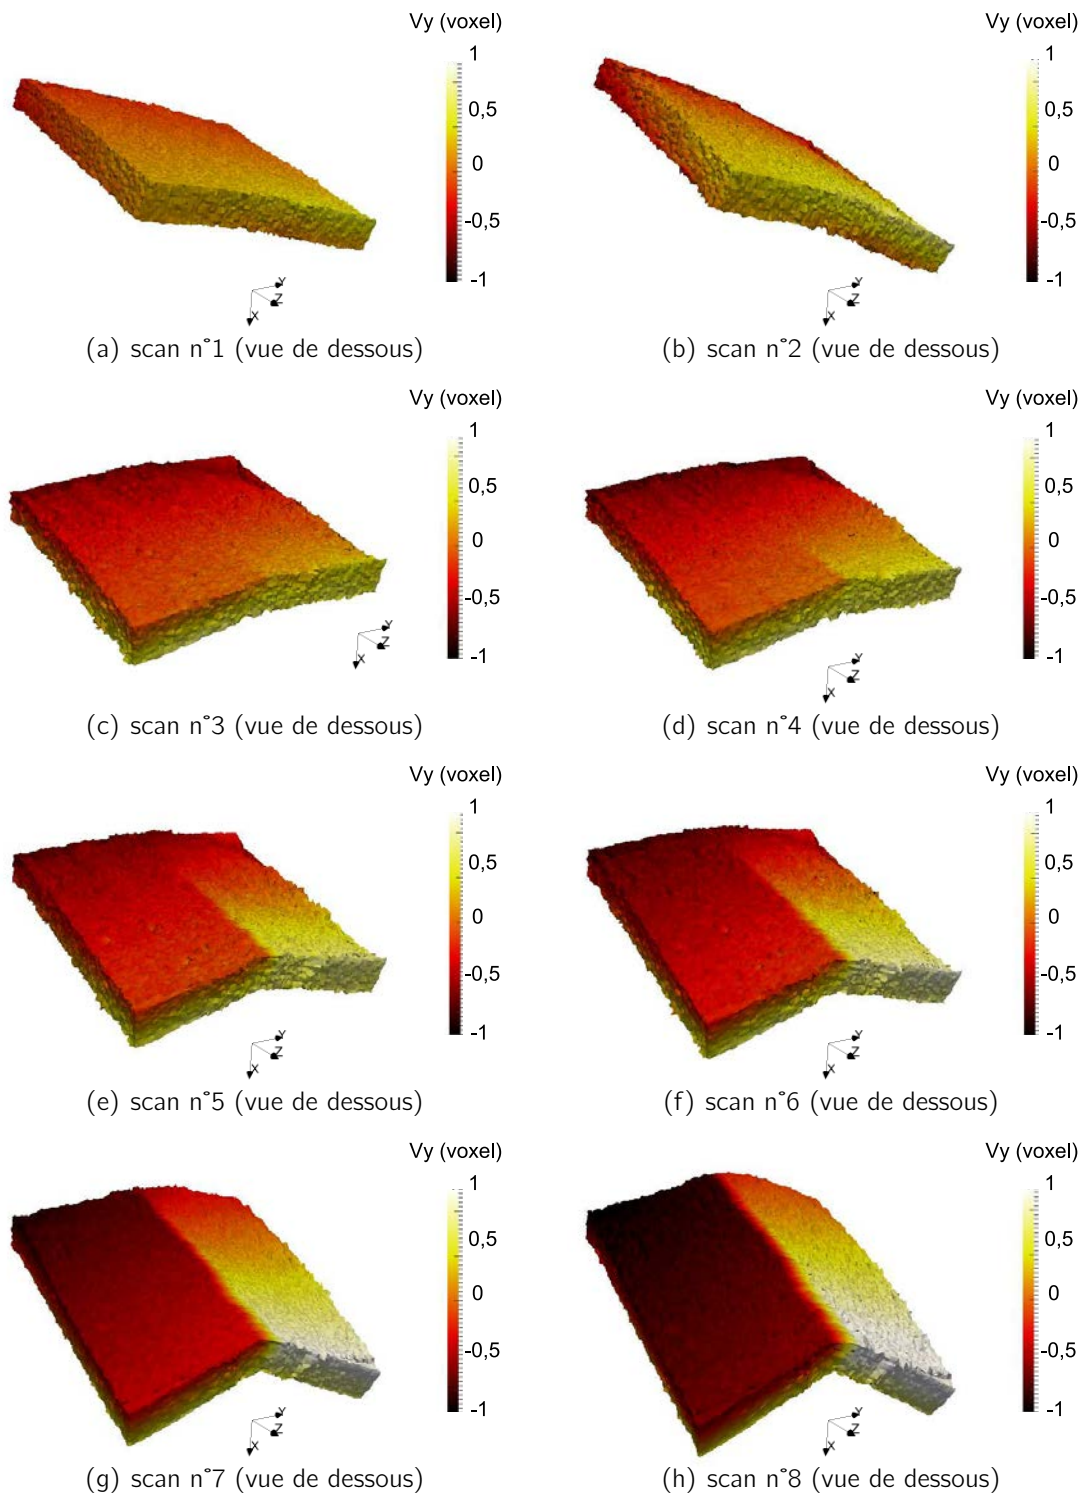 Vy (voxel)
1
0,5
0
-0,5
-1
Y
Z
X
(a) scan n°1 (vue de dessous)
Vy (voxel)
1
0,5
0
-0,5
-1
Y
Z
X
(b) scan n°2 (vue de dessous)
Vy (voxel)
1
0,5
0
-0,5
-1
Y
Z
X
(c) scan n°3 (vue de dessous)
Vy (voxel)
1
0,5
0
-0,5
-1
Y
Z
X
(d) scan n°4 (vue de dessous)
Vy (voxel)
1
0,5
0
-0,5
-1
Y
Z
X
(e) scan n°5 (vue de dessous)
Vy (voxel)
1
0,5
0
-0,5
-1
Y
Z
X
(f) scan n°6 (vue de dessous)
Vy (voxel)
1
0,5
0
-0,5
-1
Y
Z
X
(g) scan n°7 (vue de dessous)
Vy (voxel)
1
0,5
0
-0,5
-1
Y
Z
X
(h) scan n°8 (vue de dessous)